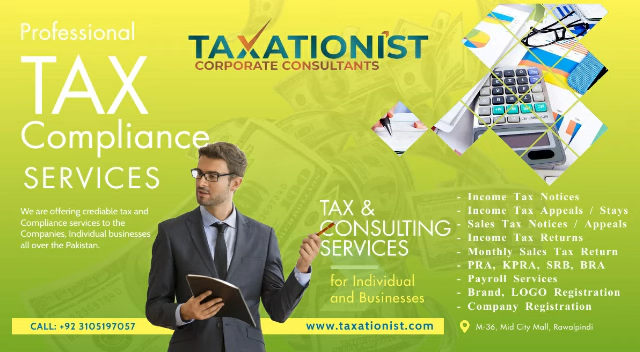 Professional
TAX
Compliance
SERVICES
We are offering crediable tax and
Compliance services to the
Companies, Individual businesses
all over the Pakistan.
CALL: +92 3105197057
TAXATIONIST
CORPORATE CONSULTANTS
TAX &
CONSULTING
SERVICES
for Individual
and Businesses
www.taxationist.com
- Income Tax Notices
- Income Tax Appeals / Stays
- Sales Tax Notices / Appeals
- Income Tax Returns
- Monthly Sales Tax Return
- PRA, KPRA, SRB, BRA
- Payroll Services
- Brand, LOGO Registration
- Company Registration
M-36, Mid City Mall, Rawalpindi